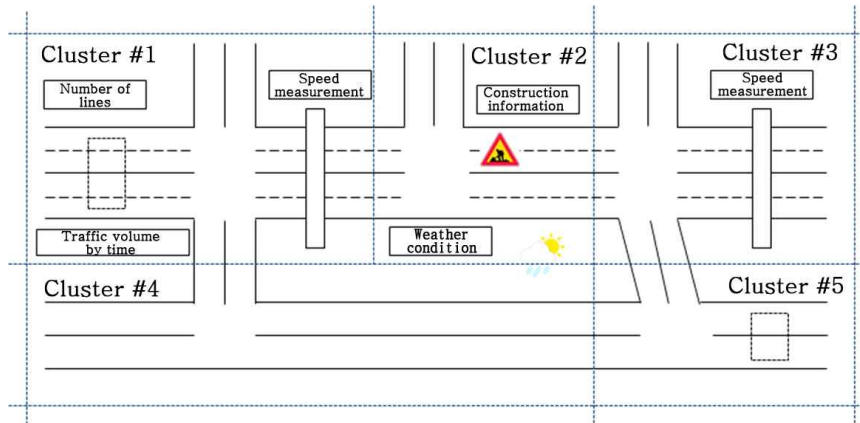 Cluster #1
Number of
lines
Speed
measurement
Traffic volume
by time
Cluster #2
Construction
information
Weather
condition
Cluster #3
Speed
measurement
Cluster #4
Cluster #5